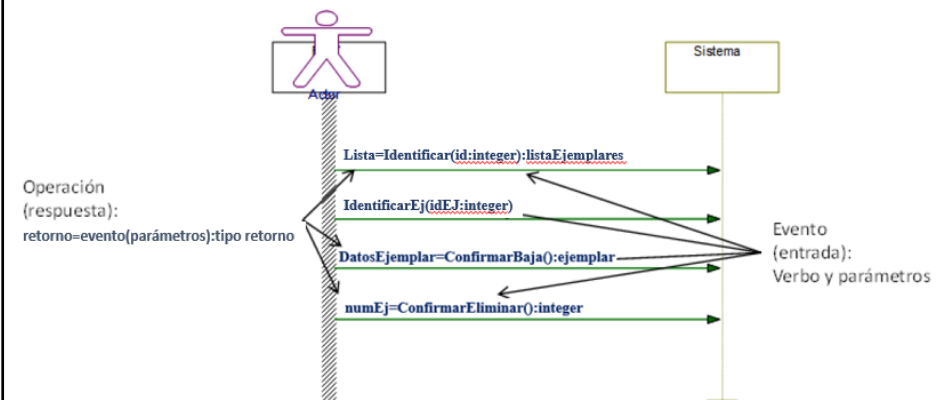 Sistema
Actor
Lista=Identificar(id:integer):listaEjemplares
Operación
(respuesta):
retorno=evento(parámetros):tipo retorno
IdentificarEj(idEJ:integer)
DatosEjemplar=ConfirmarBaja():ejemplar
numEj=ConfirmarEliminar():integer
Evento
(entrada):
Verbo y parámetros